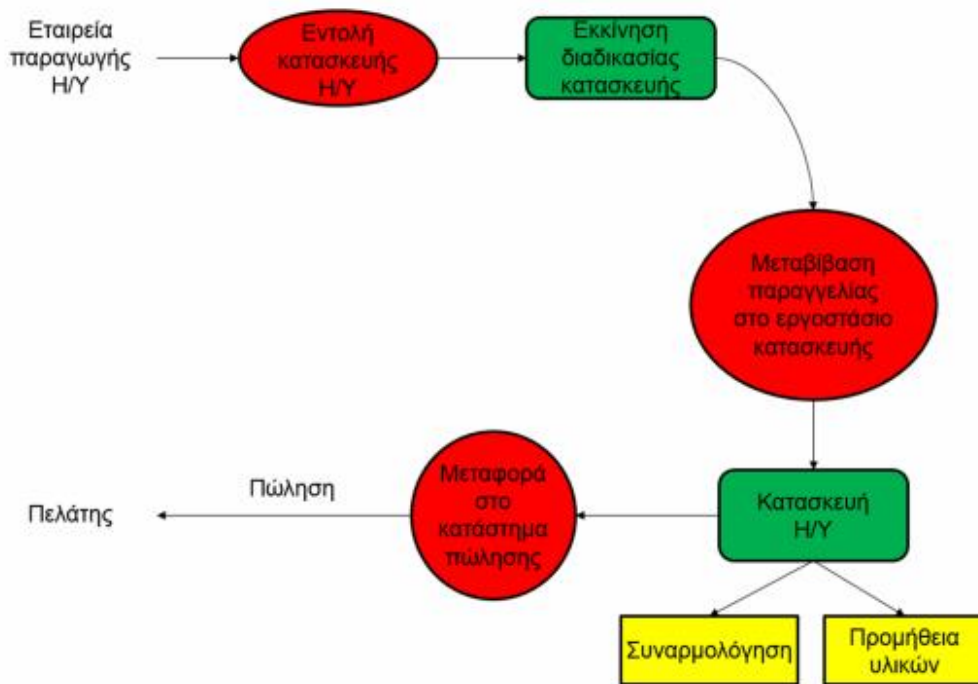 Εταιρεία
παραγωγής
Η/Υ
Εντολή
κατασκευής
Η/Υ
Εκκίνηση
διαδικασίας
κατασκευής
Μεταβίβαση
παραγγελίας
στο εργοστάσιο
κατασκευής
Κατασκευή
Η/Υ
Μεταφορά
στο
κατάστημα
πώλησης
Πώληση
Πελάτης
Συναρμολόγηση
Προμήθεια
υλικών